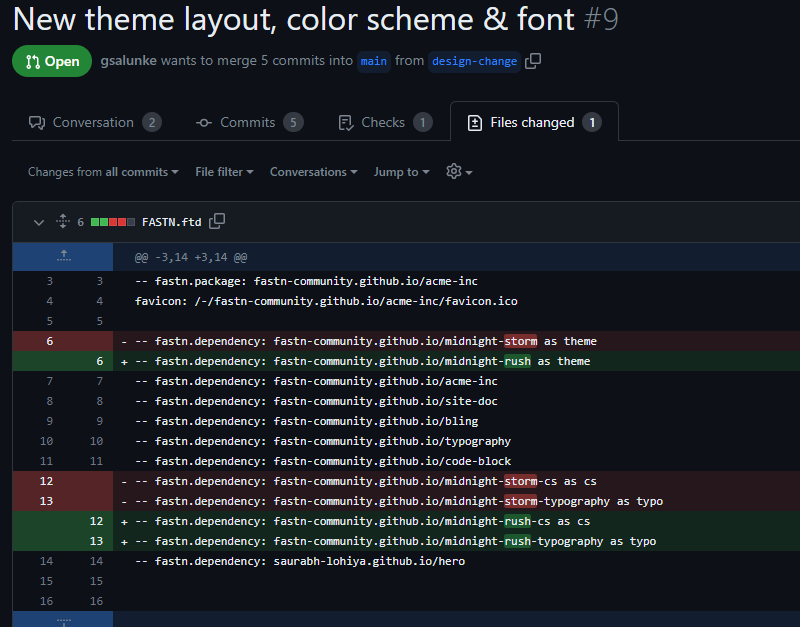 New theme layout, color scheme & font #9
Open gsalunke wants to merge 5 commits into main from design-change
Conversation 2 Commits 5 Checks 1 Files changed 1
Changes from all commits File filter Conversations Jump to
6 FASTN.ftd
@@ -3,14 +3,14 @@
3 3 -- fastn.package: fastn-community.github.io/acme-inc
4 4 favicon: /-/fastn-community.github.io/acme-inc/favicon.ico
5 5
6 - -- fastn.dependency: fastn-community.github.io/midnight-storm as theme
6 + -- fastn.dependency: fastn-community.github.io/midnight-rush as theme
7 7 -- fastn.dependency: fastn-community.github.io/acme-inc
8 8 -- fastn.dependency: fastn-community.github.io/site-doc
9 9 -- fastn.dependency: fastn-community.github.io/bling
10 10 -- fastn.dependency: fastn-community.github.io/typography
11 11 -- fastn.dependency: fastn-community.github.io/code-block
12 - -- fastn.dependency: fastn-community.github.io/midnight-storm-cs as cs
13 - -- fastn.dependency: fastn-community.github.io/midnight-storm-typography as typo
12 + -- fastn.dependency: fastn-community.github.io/midnight-rush-cs as cs
13 + -- fastn.dependency: fastn-community.github.io/midnight-rush-typography as typo
14 14 -- fastn.dependency: saurabh-lohiya.github.io/hero
15 15
16 16